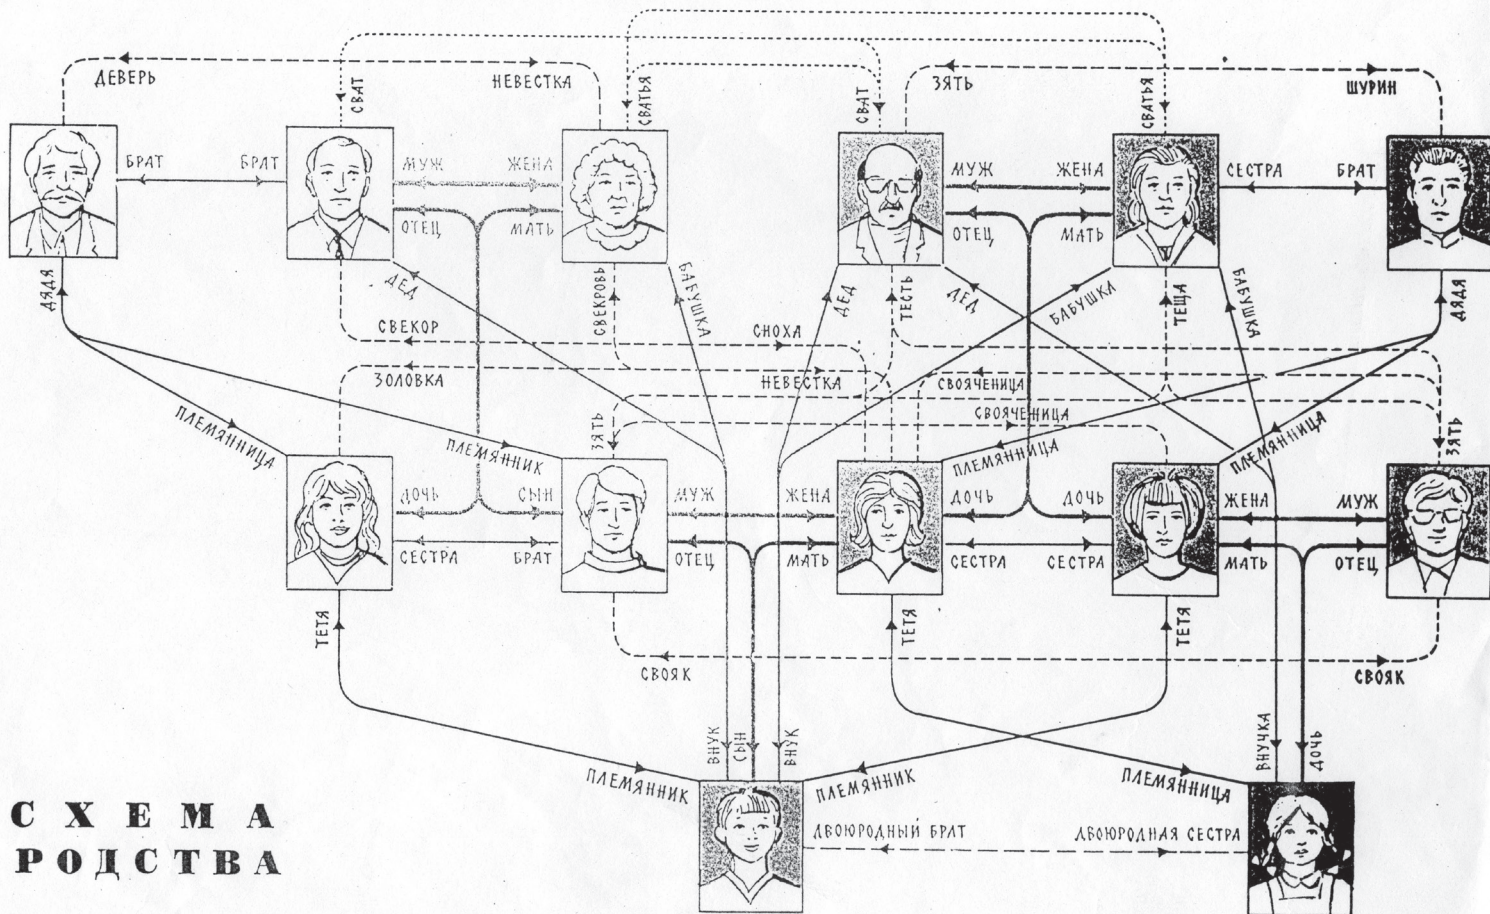 СВАТ
СВАТЬЯ
СВАТ
СВАТЬЯ
ДЕВЕРЬ
НЕВЕСТКА
ЗЯТЬ
ШУРИН
БРАТ
БРАТ
МУЖ
ЖЕНА
МУЖ
ЖЕНА
СЕСТРА
БРАТ
ОТЕЦ
МАТЬ
ОТЕЦ
МАТЬ
ДЯДЯ
ДЕД
СВЕКРОВЬ
БАБУШКА
ДЕД
ТЕСТЬ
ДЕД
БАБУШКА
ТЕЩА
БАБУШКА
ДЯДЯ
СВЕКОР
СНОХА
ЗОЛОВКА
НЕВЕСТКА
СВОЯЧЕНИЦА
СВОЯЧЕНИЦА
ПЛЕМЯННИЦА
ПЛЕМЯННИК
ЗЯТЬ
ПЛЕМЯННИЦА
ПЛЕМЯННИЦА
ЗЯТЬ
ДОЧЬ
СЫН
МУЖ
ЖЕНА
ДОЧЬ
ДОЧЬ
ЖЕНА
МУЖ
СЕСТРА
БРАТ
ОТЕЦ
МАТЬ
СЕСТРА
СЕСТРА
МАТЬ
ОТЕЦ
ТЕТЯ
ТЕТЯ
ТЕТЯ
СВОЯК
СВОЯК
ВНУК
СЫН
ВНУК
ВНУЧКА
ДОЧЬ
ПЛЕМЯННИК
ПЛЕМЯННИК
ПЛЕМЯННИЦА
ДВОЮРОДНЫЙ БРАТ
ДВОЮРОДНАЯ СЕСТРА
СХЕМА
РОДСТВА